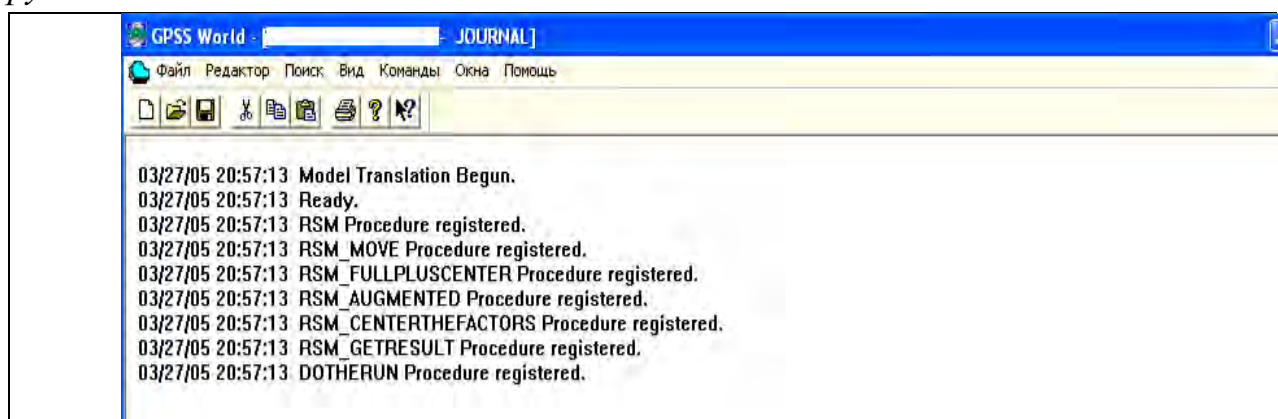 GPSS World - [ - JOURNAL]
Файл Редактор Поиск Вид Команды Окна Помощь
03/27/05 20:57:13 Model Translation Begun.
03/27/05 20:57:13 Ready.
03/27/05 20:57:13 RSM Procedure registered.
03/27/05 20:57:13 RSM_MOVE Procedure registered.
03/27/05 20:57:13 RSM_FULLPLUSCENTER Procedure registered.
03/27/05 20:57:13 RSM_AUGMENTED Procedure registered.
03/27/05 20:57:13 RSM_CENTERTHEFACTORS Procedure registered.
03/27/05 20:57:13 RSM_GETRESULT Procedure registered.
03/27/05 20:57:13 DOTHERUN Procedure registered.